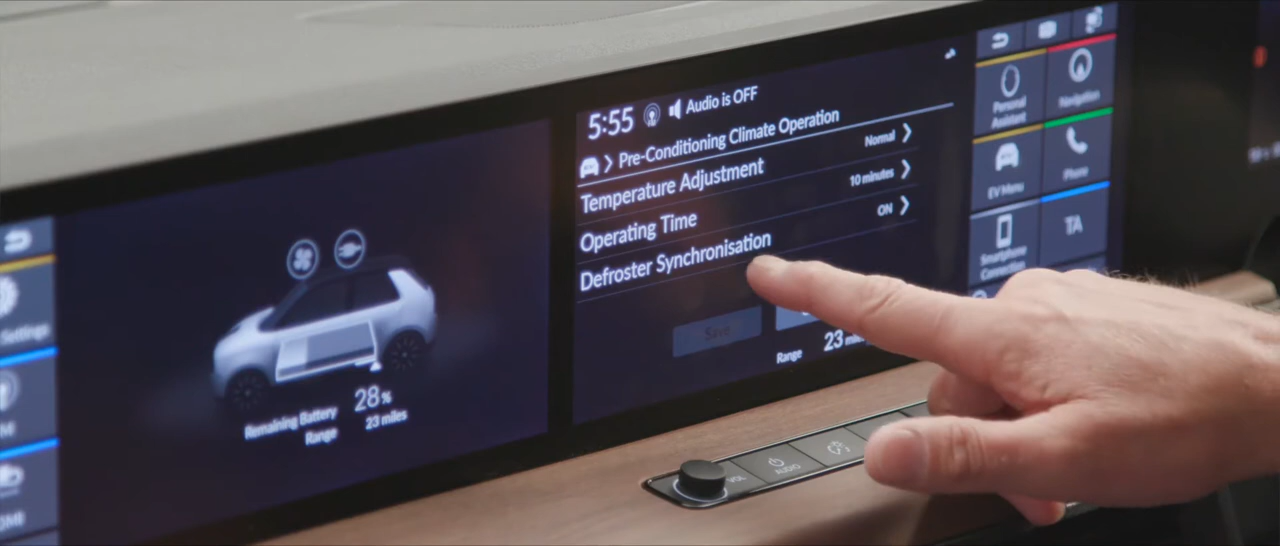 Settings
28%
Remaining Battery
Range 23 miles
5:55 Audio is OFF
Pre-Conditioning Climate Operation
Temperature Adjustment Normal
Operating Time 10 minutes
Defroster Synchronisation ON
Save
Range 23
Personal
Assistant
Navigation
EV Menu
Phone
Smartphone
Connection
TA
VOL
AUDIO